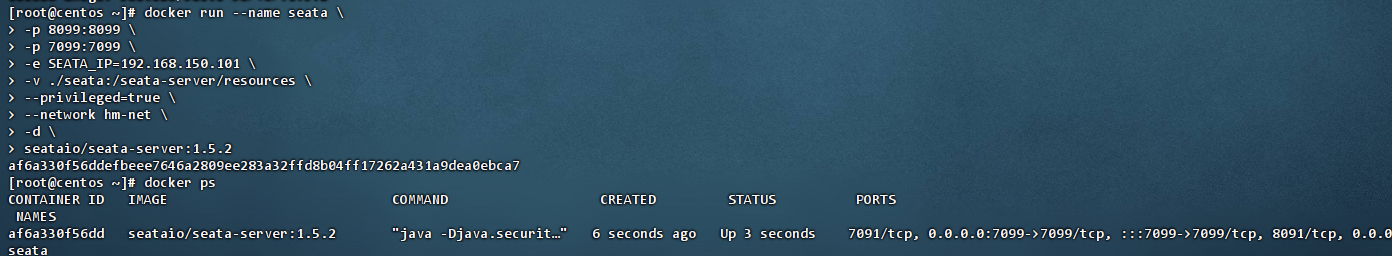 [root@centos ~]# docker run --name seata \
> -p 8099:8099 \
> -p 7099:7099 \
> -e SEATA_IP=192.168.150.101 \
> -v ./seata:/seata-server/resources \
> --privileged=true \
> --network hm-net \
> -d \
> seataio/seata-server:1.5.2
af6a330f56ddefbeee7646a2809ee283a32ffd8b04ff17262a431a9dea0ebca7
[root@centos ~]# docker ps
CONTAINER ID   IMAGE                        COMMAND                  CREATED         STATUS         PORTS
 NAMES
af6a330f56dd   seataio/seata-server:1.5.2   "java -Djava.securit…"   6 seconds ago   Up 3 seconds   7091/tcp, 0.0.0.0:7099->7099/tcp, :::7099->7099/tcp, 8091/tcp, 0.0.0
seata